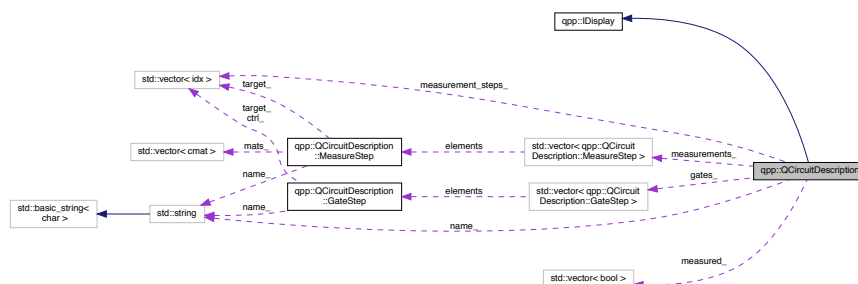 qpp::IDisplay
std::vector< idx >
target_
measurement_steps_
target_
ctrl_
std::vector< cmat >
mats_
qpp::QCircuitDescription
::MeasureStep
elements
std::vector< qpp::QCircuit
Description::MeasureStep >
measurements_
qpp::QCircuitDescription
name_
qpp::QCircuitDescription
::GateStep
elements
std::vector< qpp::QCircuit
Description::GateStep >
gates_
std::basic_string<
char >
std::string
name_
name_
measured_
std::vector< bool >